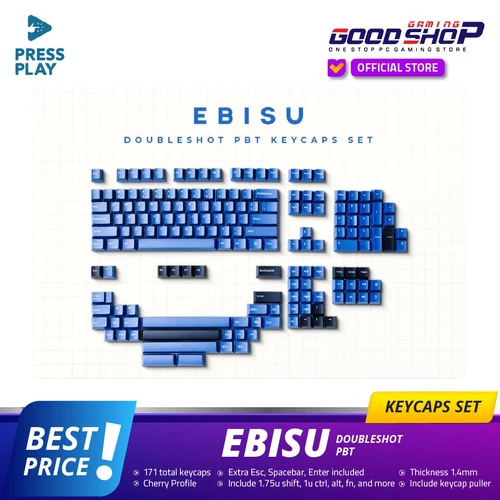 PRESS
PLAY
GAMING
GOODSHOP
ONE STOP PC GAMING STORE
OFFICIAL STORE
EBISU
DOUBLESHOT PBT KEYCAPS SET
KEYCAPS SET
BEST
PRICE!
EBISU
DOUBLESHOT
PBT
171 total keycaps
Extra Esc, Spacebar, Enter included
Thickness 1.4mm
Cherry Profile
Include 1.75u shift, 1u ctrl, alt, fn, and more
Include keycap puller